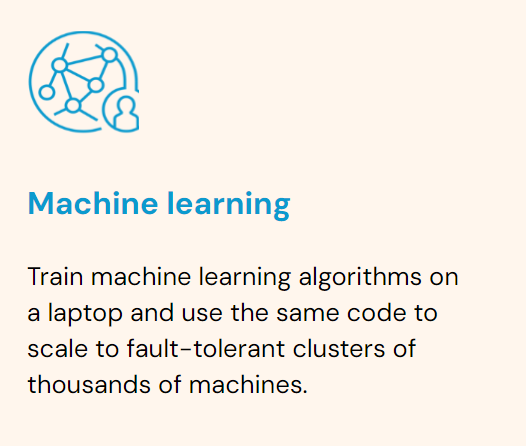 Machine learning
Train machine learning algorithms on
a laptop and use the same code to
scale to fault-tolerant clusters of
thousands of machines.